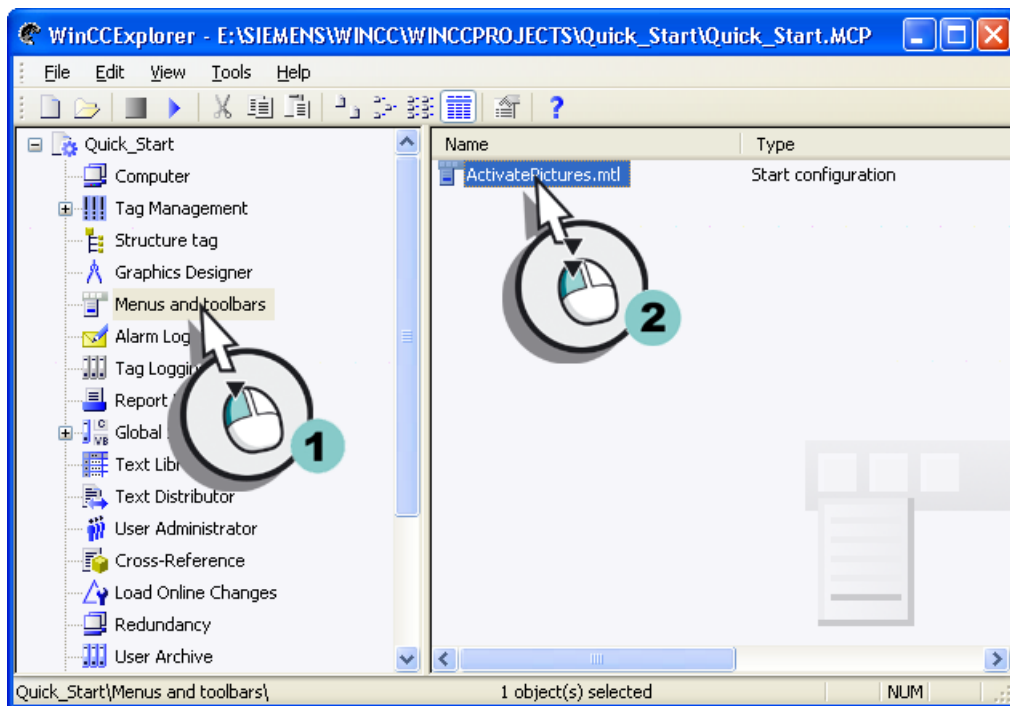 WinCCExplorer - E:\SIEMENS\WINCC\WINCCPROJECTS\Quick_Start\Quick_Start.MCP
File Edit View Tools Help
Quick_Start
Computer
Tag Management
Structure tag
Graphics Designer
Menus and toolbars
Alarm Log
Tag Loggin
Report
Global
Text Libr
Text Distributor
User Administrator
Cross-Reference
Load Online Changes
Redundancy
User Archive
1
Name Type
ActivatePictures.mtl Start configuration
2
Quick_Start\Menus and toolbars\ 1 object(s) selected NUM